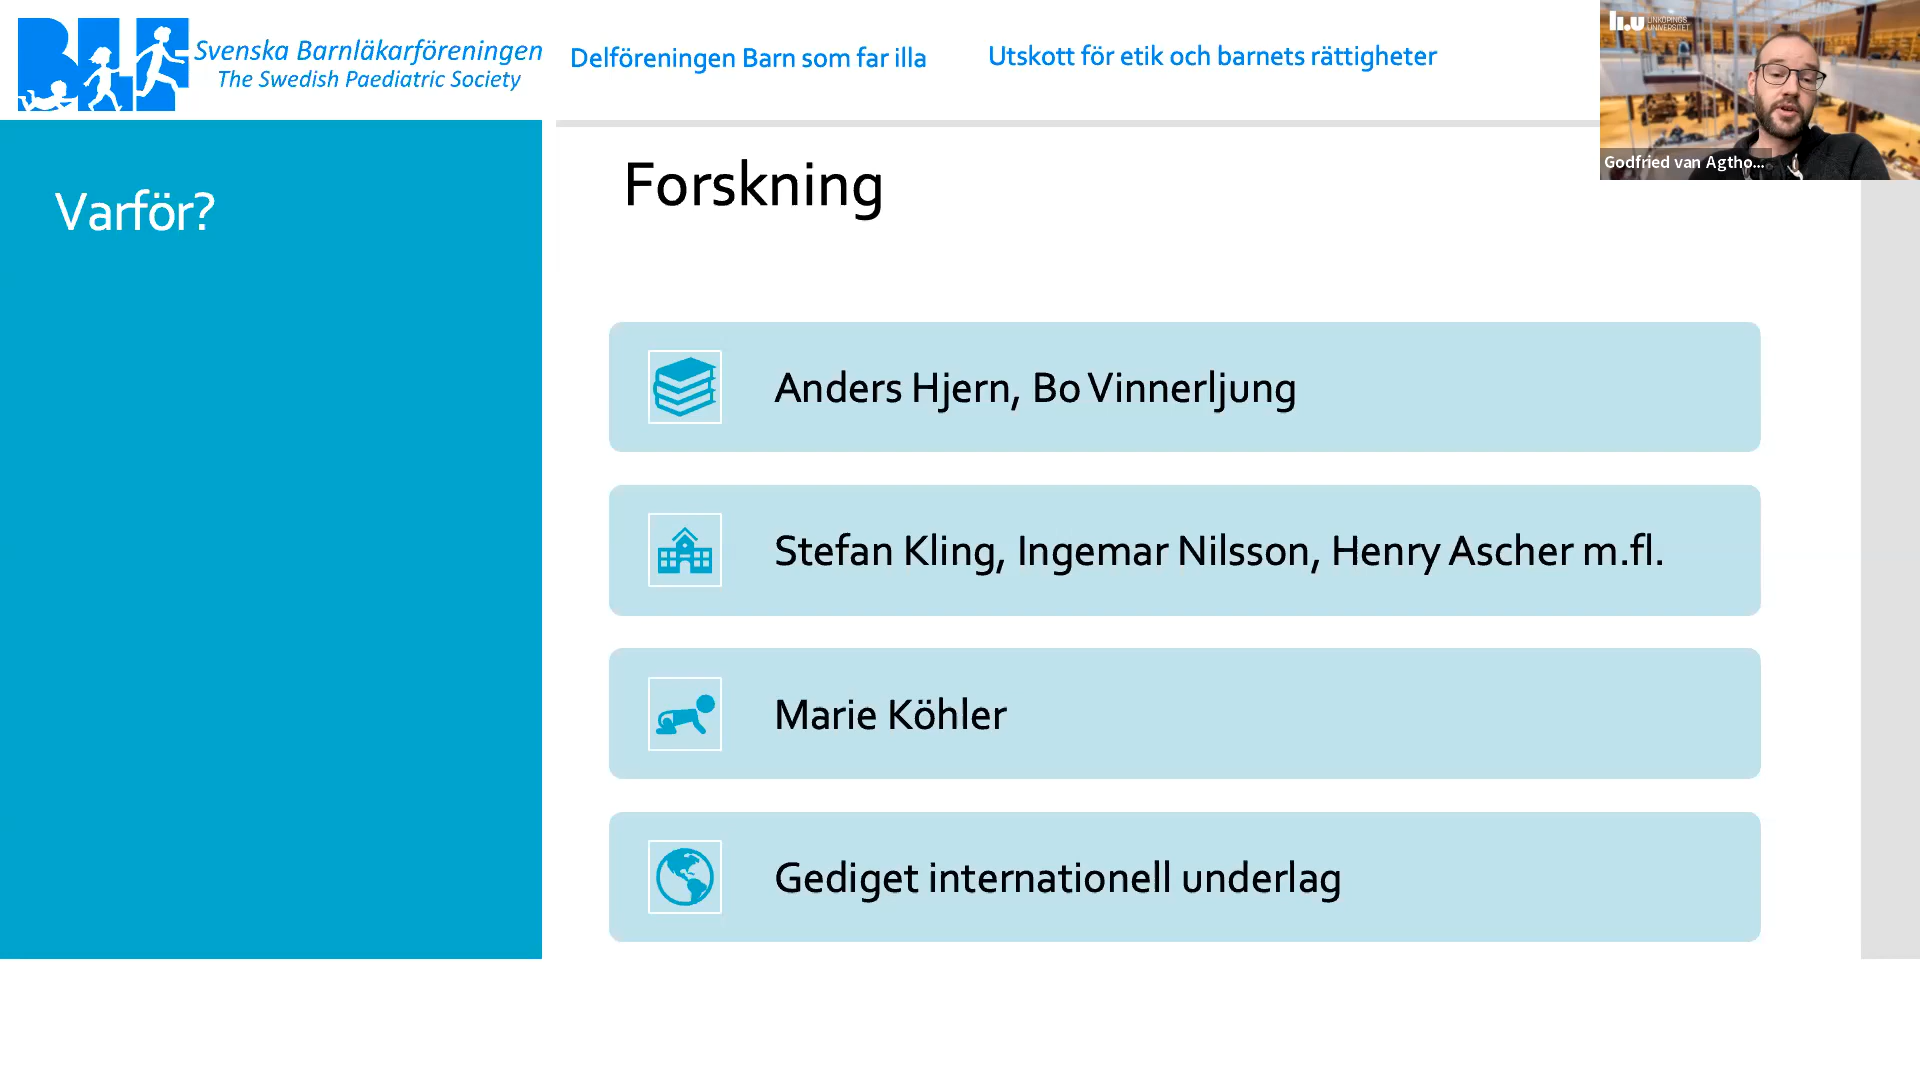 Svenska Barnläkarföreningen
The Swedish Paediatric Society
Delföreningen Barn som far illa
Utskott för etik och barnets rättigheter
LINKÖPINGS
UNIVERSITET
Godfried van Agtho...
Varför?
Forskning
Anders Hjern, Bo Vinnerljung
Stefan Kling, Ingemar Nilsson, Henry Ascher m.fl.
Marie Köhler
Gediget internationell underlag